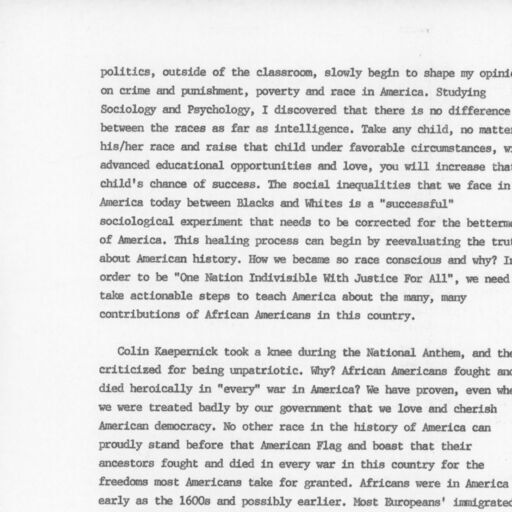 politics, outside of the classroom, slowly begin to shape my opini
on crime and punishment, poverty and race in America. Studying
Sociology and Psychology, I discovered that there is no difference
between the races as far as intelligence. Take any child, no matte
his/her race and raise that child under favorable circumstances, w
advanced educational opportunities and love, you will increase tha
child's chance of success. The social inequalities that we face in
America today between Blacks and Whites is a "successful"
sociological experiment that needs to be corrected for the betterm
of America. This healing process can begin by reevaluating the trut
about American history. How we became so race conscious and why? I
order to be "One Nation Indivisible With Justice For All", we need
take actionable steps to teach America about the many, many
contributions of African Americans in this country.
Colin Kaepernick took a knee during the National Anthem, and the
criticized for being unpatriotic. Why? African Americans fought and
died heroically in "every" war in America? We have proven, even whe
we were treated badly by our government that we love and cherish
American democracy. No other race in the history of America can
proudly stand before that American Flag and boast that their
ancestors fought and died in every war in this country for the
freedoms most Americans take for granted. Africans were in America
early as the 1600s and possibly earlier. Most Europeans' immigrated